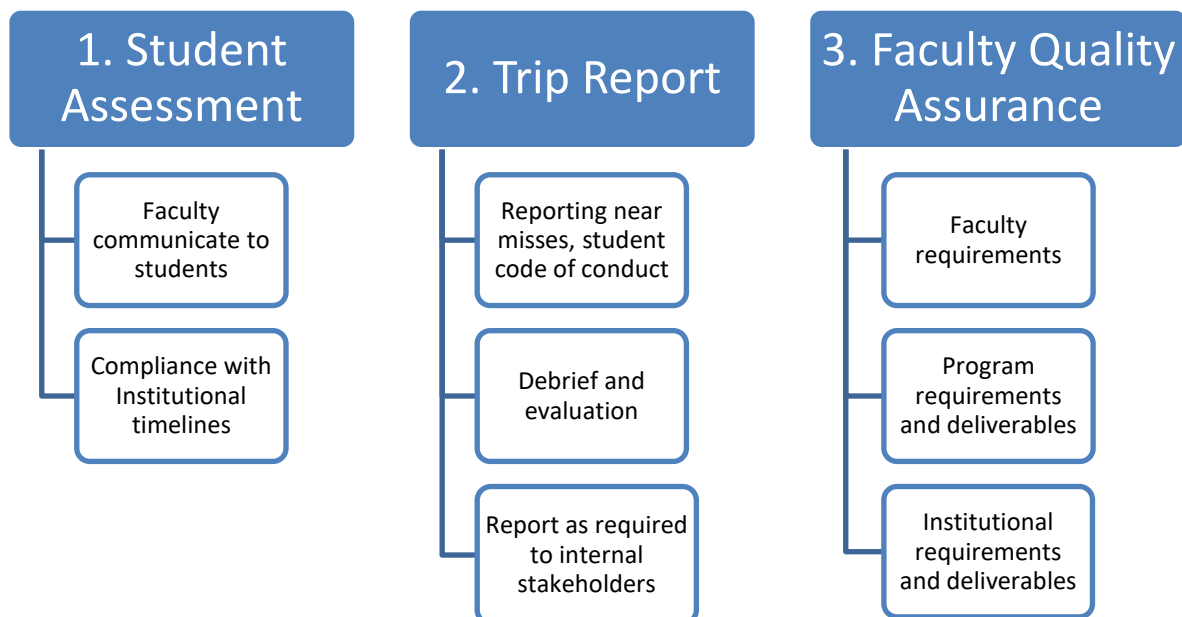 1. Student
Assessment
Faculty
communicate to
students
Compliance with
Institutional
timelines
2. Trip Report
Reporting near
misses, student
code of conduct
Debrief and
evaluation
Report as required
to internal
stakeholders
3. Faculty Quality
Assurance
Faculty
requirements
Program
requirements
and deliverables
Institutional
requirements
and deliverables